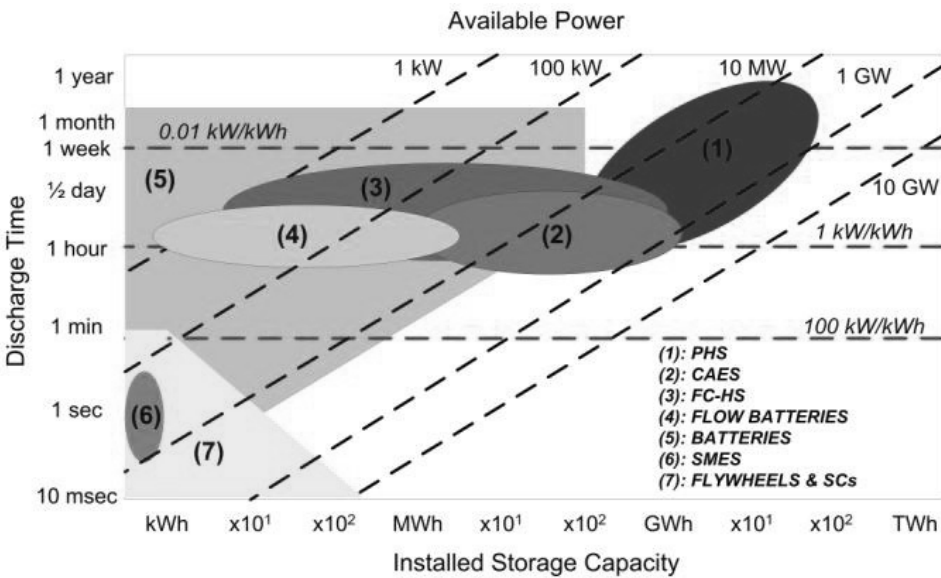 Available Power
1 year
1 kW
100 kW
10 MW
1 GW
1 month
0.01 kW/kWh
1 week
(1)
(5)
½ day
(3)
10 GW
(4)
(2)
1 kW/kWh
1 hour
1 min
100 kW/kWh
(1): PHS
(2): CAES
(3): FC-HS
(4): FLOW BATTERIES
(5): BATTERIES
(6): SMES
(7): FLYWHEELS & SCs
1 sec
(6)
(7)
10 msec
kWh x10¹ x10² MWh x10¹ x10² GWh x10¹ x10² TWh
Installed Storage Capacity
Discharge Time